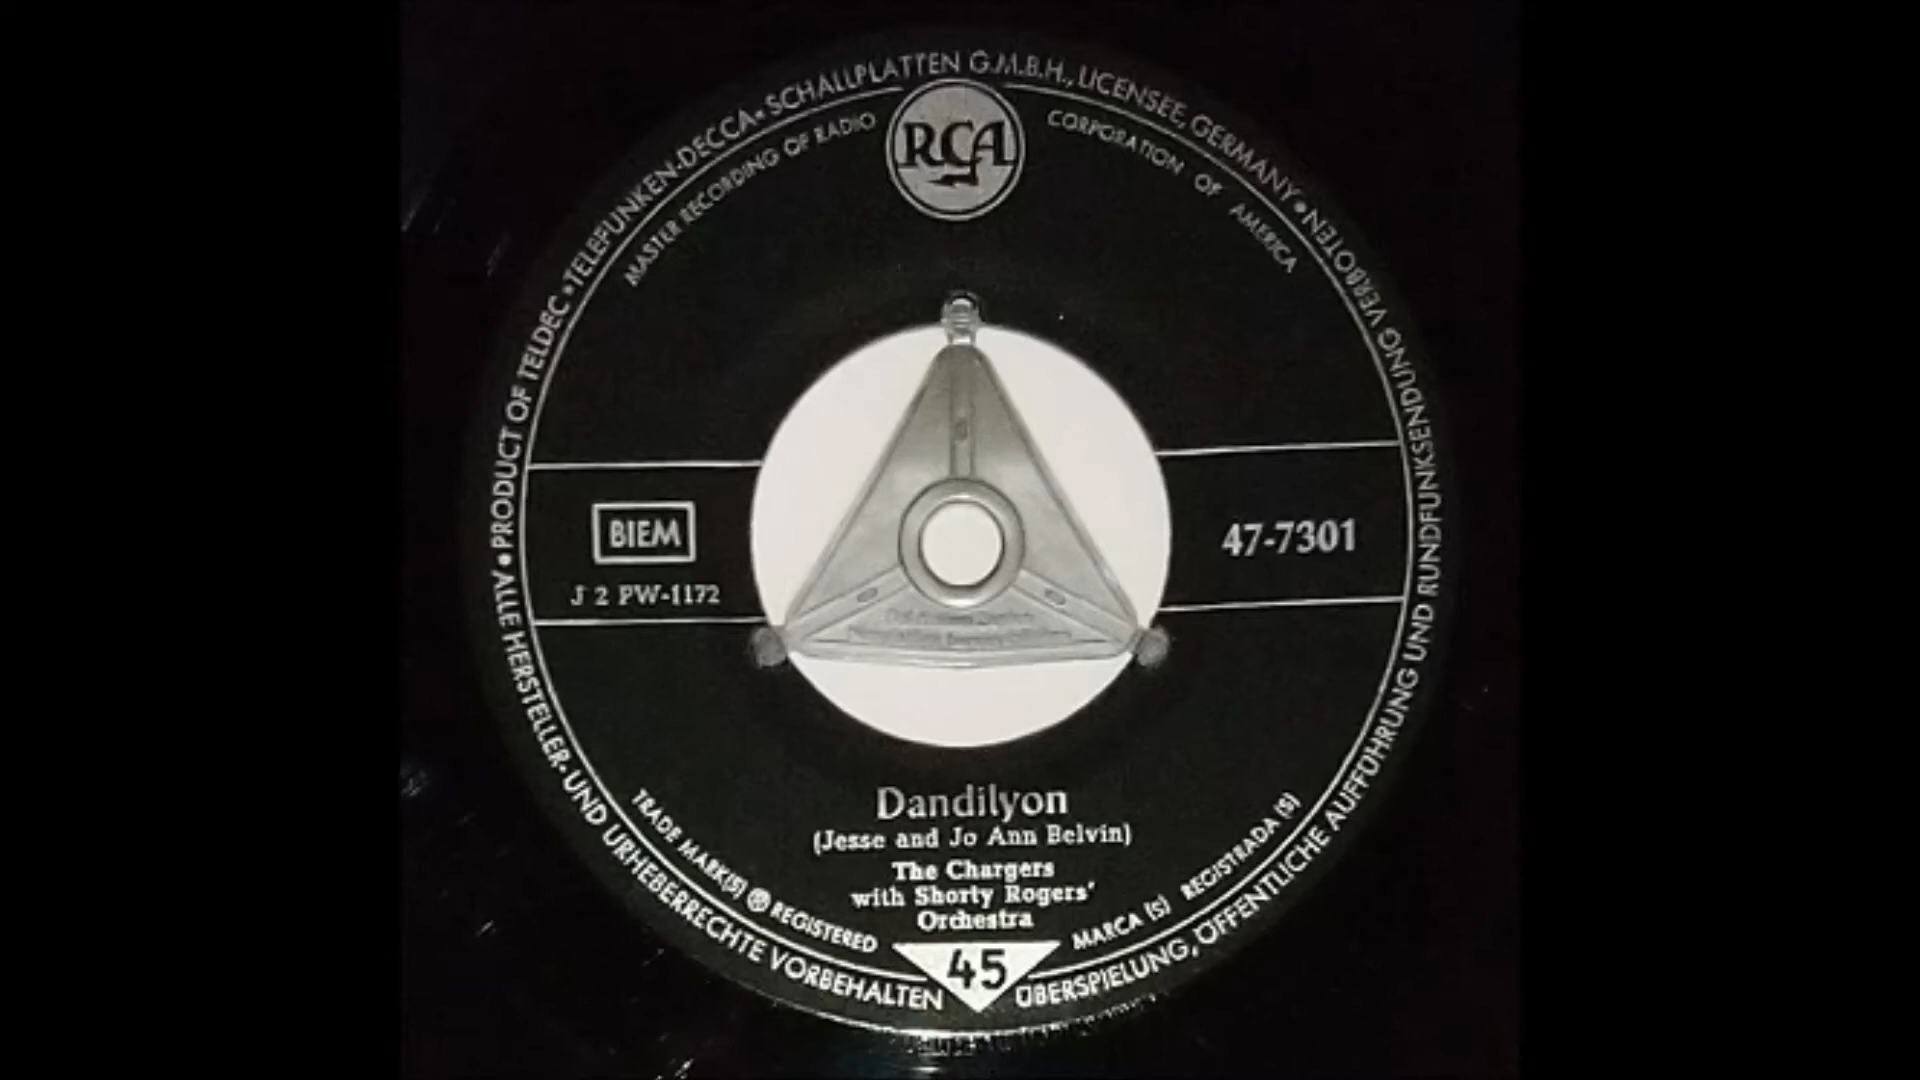 PRODUCT OF TELDEC • TELEFUNKEN-DECCA • SCHALLPLATTEN G.M.B.H., LICENSEE, GERMANY •
MASTER RECORDING OF RADIO CORPORATION OF AMERICA
RCA
BIEM
J 2 PW-1172
47-7301
Dandilyon
(Jesse and Jo Ann Belvin)
The Chargers
with Shorty Rogers'
Orchestra
TRADE MARK(S) ® REGISTERED
MARCA (S) REGISTRADA (S)
45
• ALLE HERSTELLER- UND URHEBERRECHTE VORBEHALTEN
ÜBERSPIELUNG, ÖFFENTLICHE AUFFÜHRUNG UND RUNDFUNKSENDUNG VERBOTEN